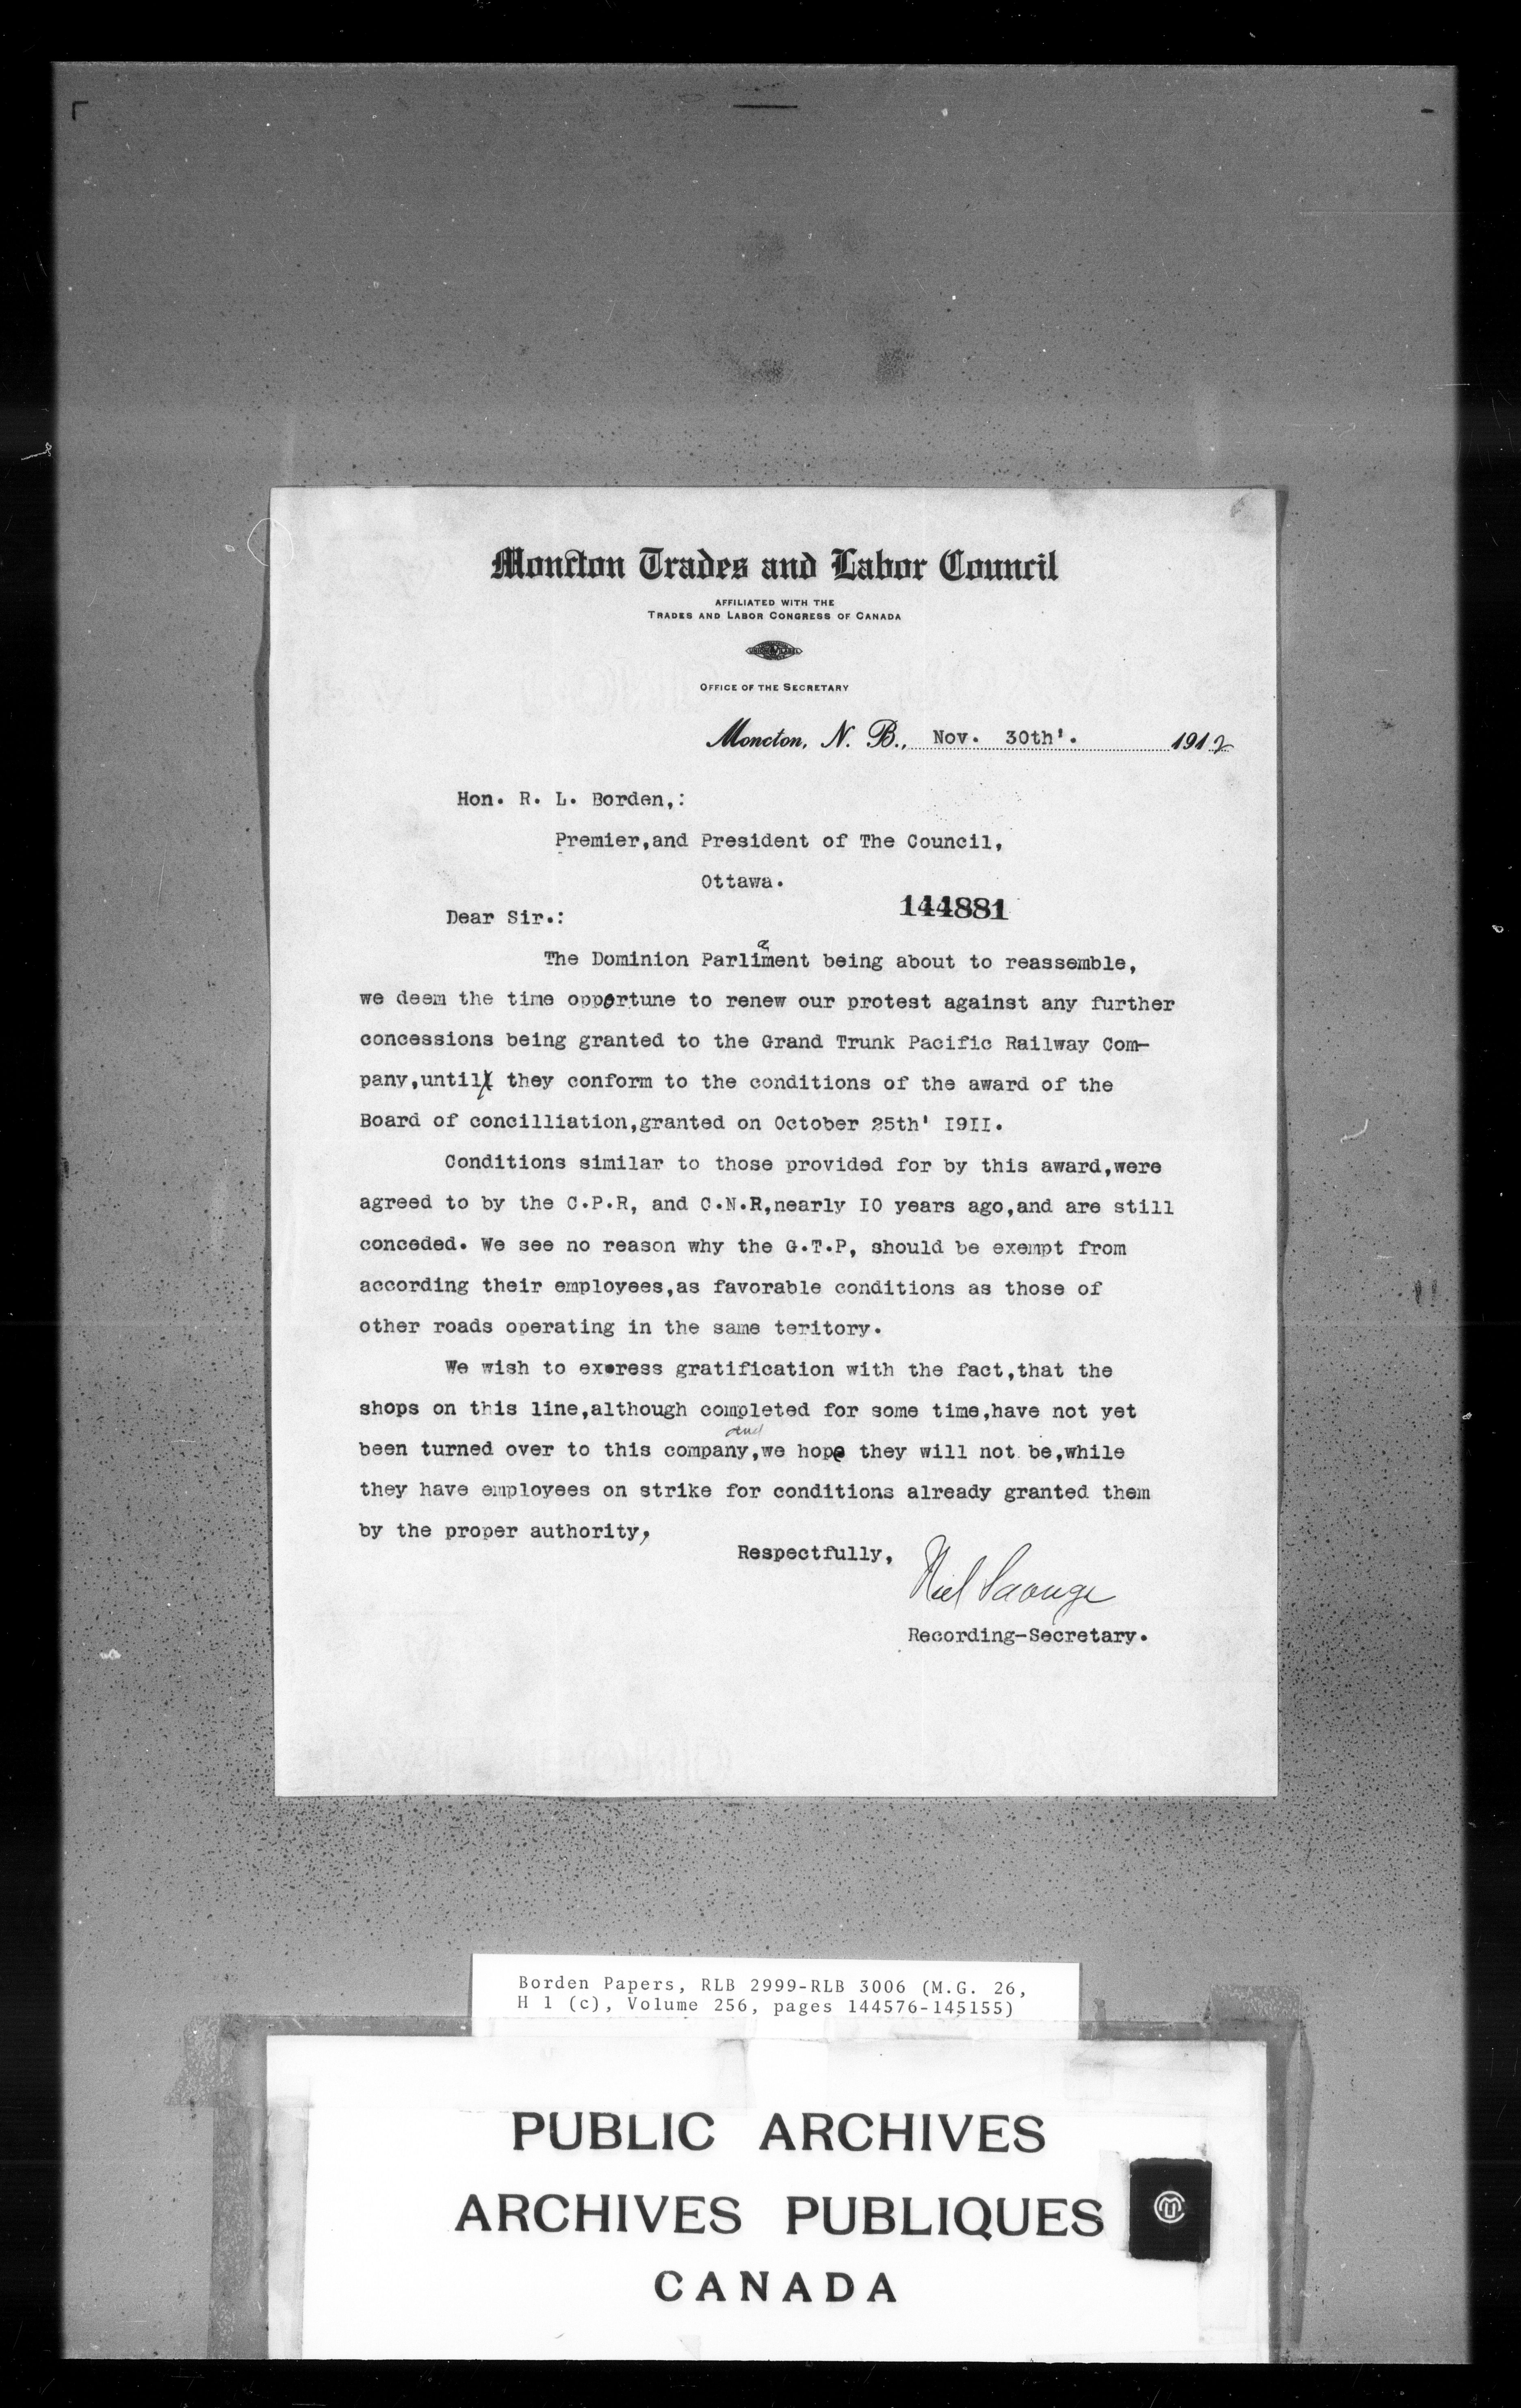 Moncton Trades and Labor Council
AFFILIATED WITH THE
TRADES AND LABOR CONGRESS OF CANADA
UNION LABEL
OFFICE OF THE SECRETARY
Moncton, N. B., Nov. 30th'. 1912
Hon. R. L. Borden,:
Premier,and President of The Council,
Ottawa.
144881
Dear Sir.:
The Dominion Parliament being about to reassemble,
we deem the time opportune to renew our protest against any further
concessions being granted to the Grand Trunk Pacific Railway Com-
pany,until they conform to the conditions of the award of the
Board of concilliation,granted on October 25th' I9II.
Conditions similar to those provided for by this award,were
agreed to by the C.P.R, and C.N.R,nearly I0 years ago,and are still
conceded. We see no reason why the G.T.P, should be exempt from
according their employees,as favorable conditions as those of
other roads operating in the same teritory.
We wish to express gratification with the fact,that the
shops on this line,although completed for some time,have not yet
been turned over to this company, and we hope they will not be,while
they have employees on strike for conditions already granted them
by the proper authority,
Respectfully,
Recording-Secretary.
Borden Papers, RLB 2999-RLB 3006 (M.G. 26,
H 1 (c), Volume 256, pages 144576-145155)
PUBLIC ARCHIVES
ARCHIVES PUBLIQUES
CANADA